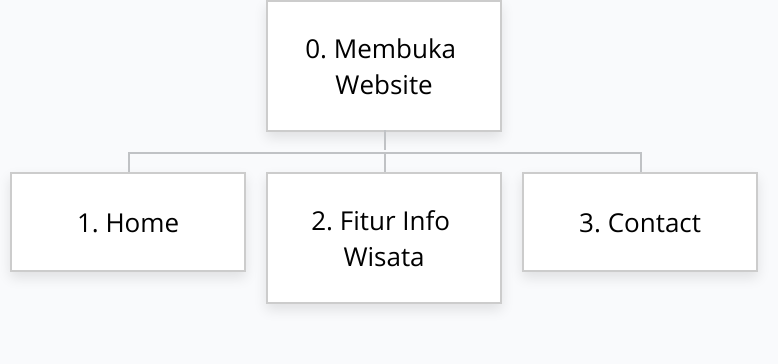 0. Membuka
Website
1. Home
2. Fitur Info
Wisata
3. Contact